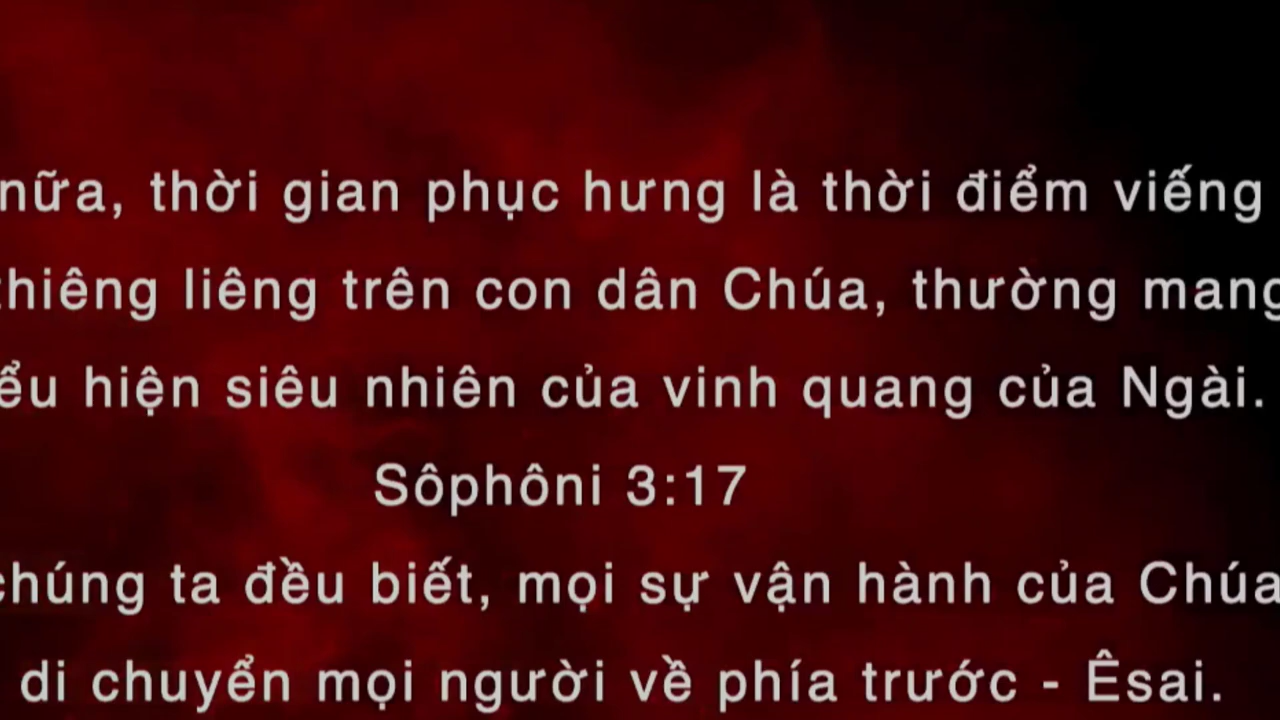 nữa, thời gian phục hưng là thời điểm viếng
thiêng liêng trên con dân Chúa, thường mang
ểu hiện siêu nhiên của vinh quang của Ngài.
Sôphôni 3:17
chúng ta đều biết, mọi sự vận hành của Chúa
di chuyển mọi người về phía trước - Êsai.